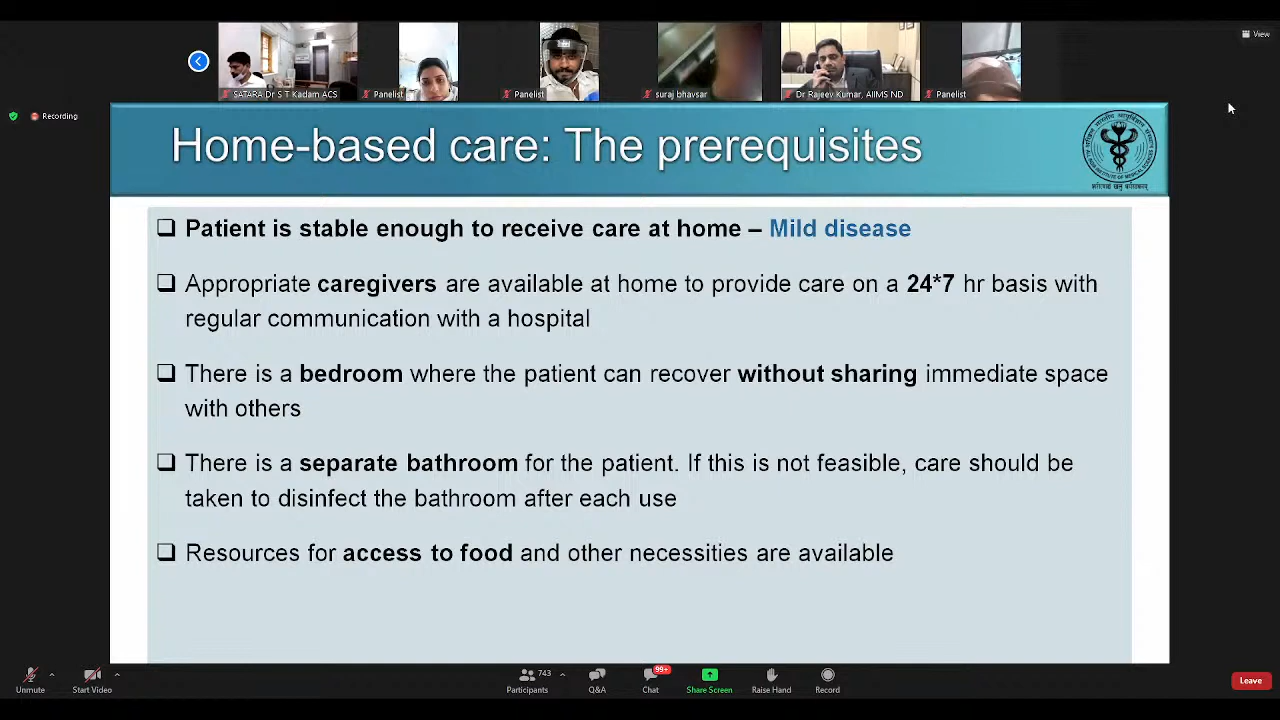 View
SATARA Dr S T Kadam ACS
Panelist
Panelist
suraj bhavsar
Dr Rajeev Kumar, AIIMS ND
Panelist
Recording
Home-based care: The prerequisites
❑ Patient is stable enough to receive care at home – Mild disease
❑ Appropriate caregivers are available at home to provide care on a 24*7 hr basis with
regular communication with a hospital
❑ There is a bedroom where the patient can recover without sharing immediate space
with others
❑ There is a separate bathroom for the patient. If this is not feasible, care should be
taken to disinfect the bathroom after each use
❑ Resources for access to food and other necessities are available
Unmute
Start Video
743
Participants
Q&A
99+
Chat
Share Screen
Raise Hand
Record
Leave